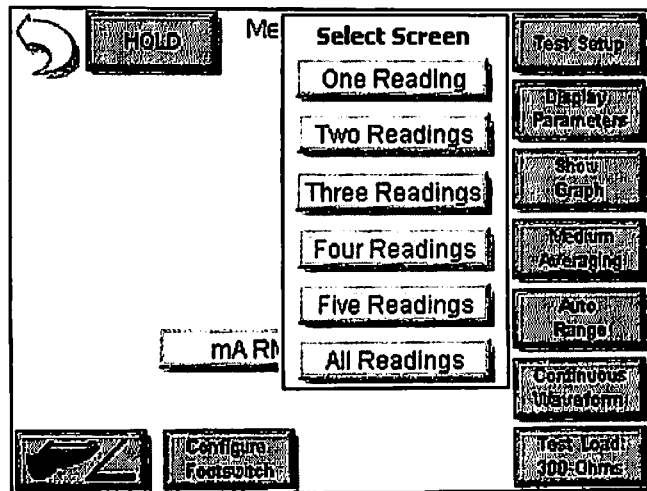 HOLD
Me
Select Screen
One Reading
Two Readings
Three Readings
Four Readings
Five Readings
All Readings
mA RM
Test Setup
Display
Parameters
Show
Graph
Medium
Averaging
Auto
Range
Continuous
Waveform
Test Load
300-Ohms
Configure
Footswitch